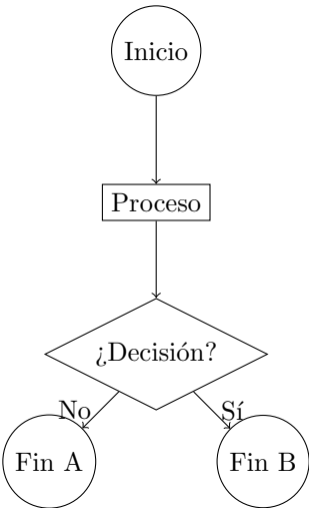 Inicio
Proceso
¿Decisión?
No
Sí
Fin A
Fin B